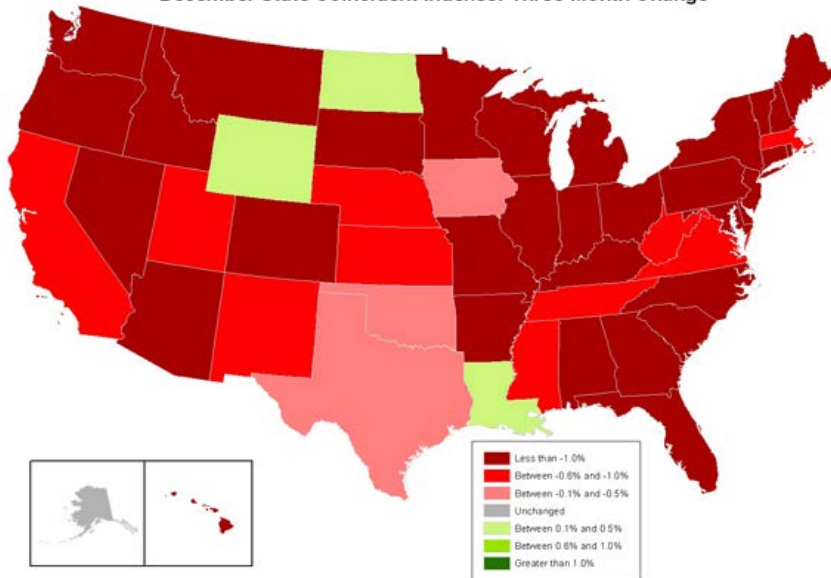 December State Coincident Indexes: Three Month Change
Less than -1.0%
Between -0.6% and -1.0%
Between -0.1% and -0.5%
Unchanged
Between 0.1% and 0.5%
Between 0.6% and 1.0%
Greater than 1.0%